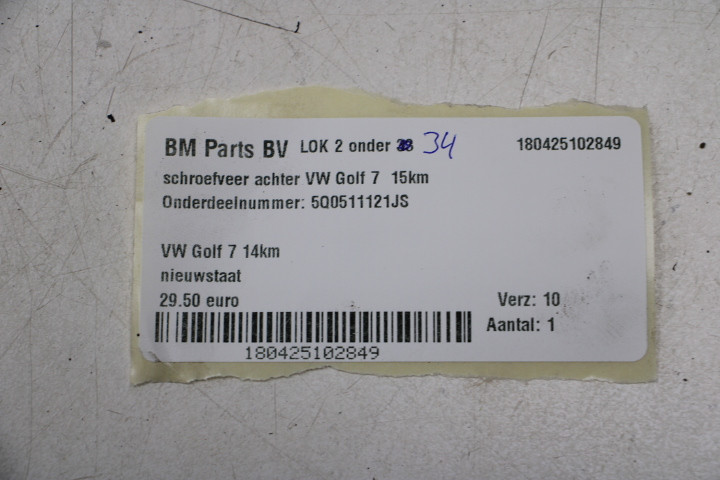 BM Parts BV LOK 2 onder 34 180425102849
schroefveer achter VW Golf 7 15km
Onderdeelnummer: 5Q0511121JS
VW Golf 7 14km
nieuwstaat
29.50 euro Verz: 10
Aantal: 1
180425102849